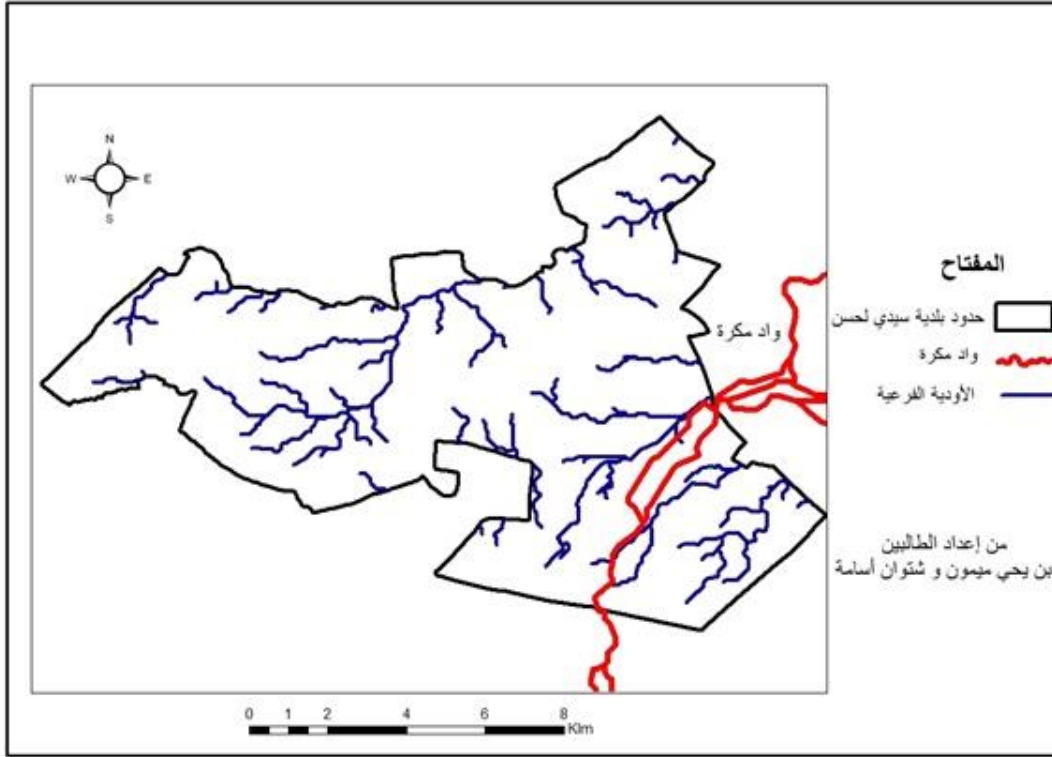 N
W E
S
المفتاح
حدود بلدية سيدي لحسن
واد مكرة
الأودية الفرعية
واد مكرة
من إعداد الطالبين
بن يحي ميمون و شتوان أسامة
0 1 2 4 6 8
Klm